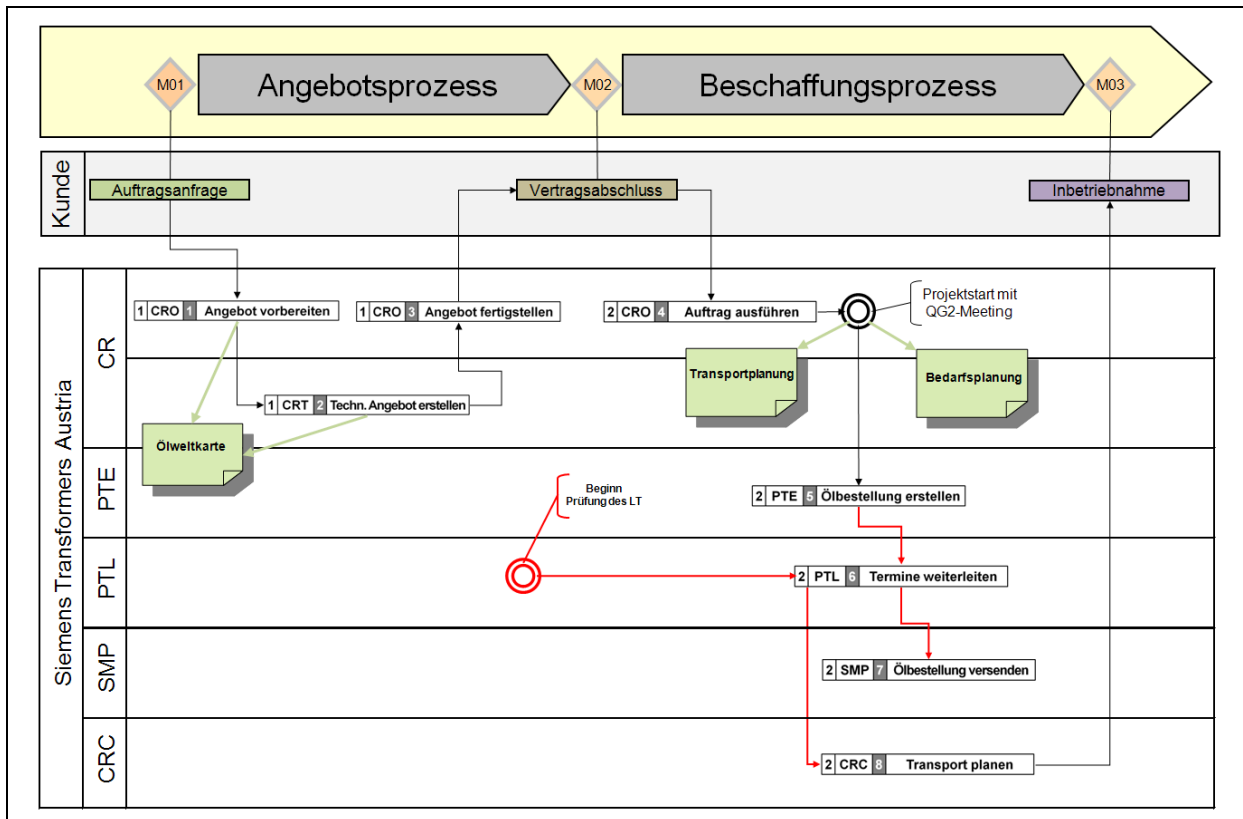 M01
Angebotsprozess
M02
Beschaffungsprozess
M03
Kunde
Auftragsanfrage
Vertragsabschluss
Inbetriebnahme
Siemens Transformers Austria
CR
1 CRO 1 Angebot vorbereiten
1 CRO 3 Angebot fertigstellen
2 CRO 4 Auftrag ausführen
Projektstart mit
QG2-Meeting
Transportplanung
Bedarfsplanung
1 CRT 2 Techn. Angebot erstellen
Ölweltkarte
PTE
Beginn
Prüfung des LT
2 PTE 5 Ölbestellung erstellen
PTL
2 PTL 6 Termine weiterleiten
SMP
2 SMP 7 Ölbestellung versenden
CRC
2 CRC 8 Transport planen